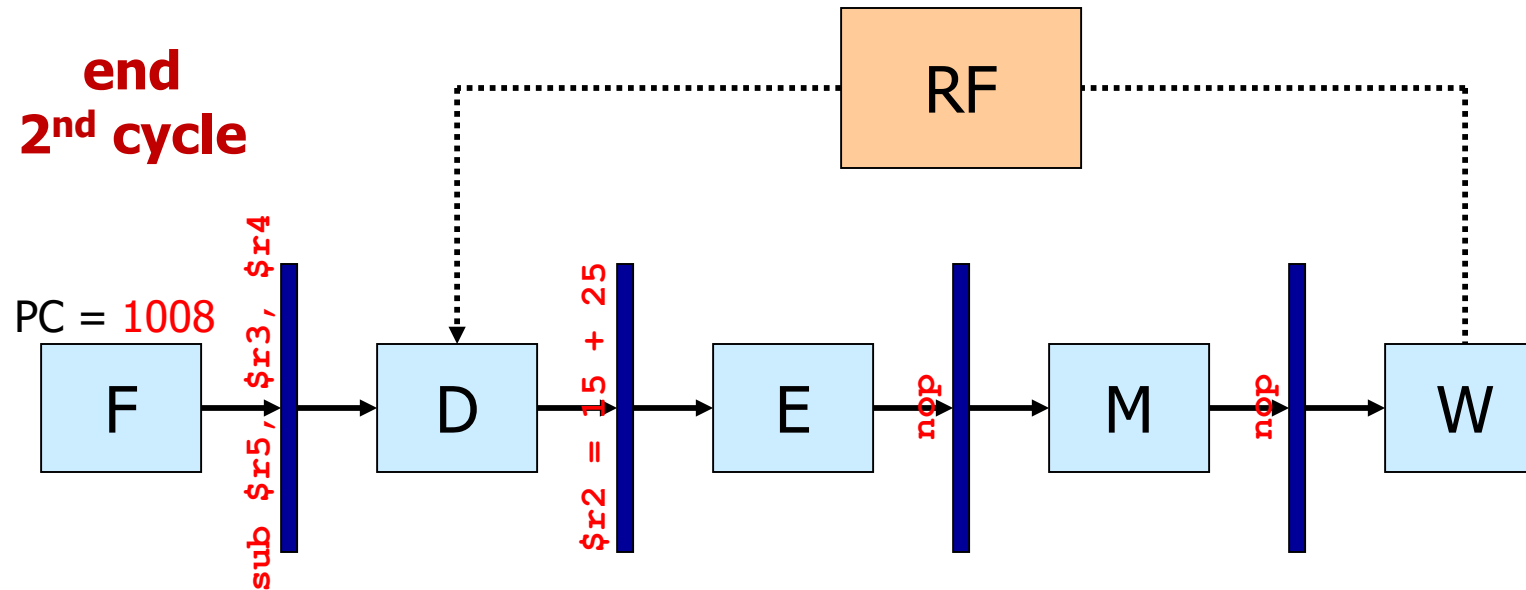 end
2nd cycle
RF
PC = 1008
F
sub $r5, $r3, $r4
D
$r2 = 15 + 25
E
nop
M
nop
W